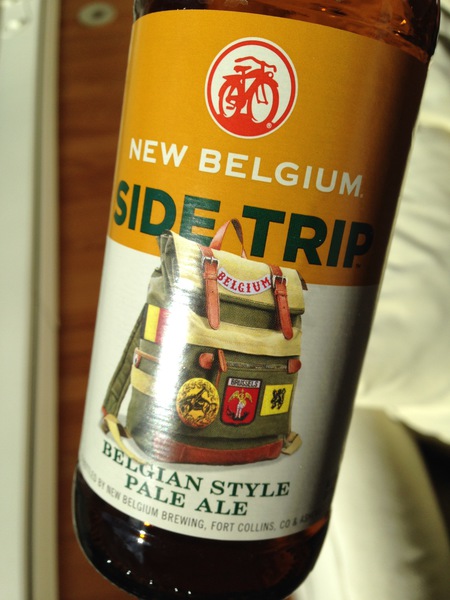 NEW BELGIUM
SIDE TRIP
BELGIUM
BRUSSELS
BELGIAN STYLE
PALE ALE
BY NEW BELGIUM BREWING, FORT COLLINS, CO &